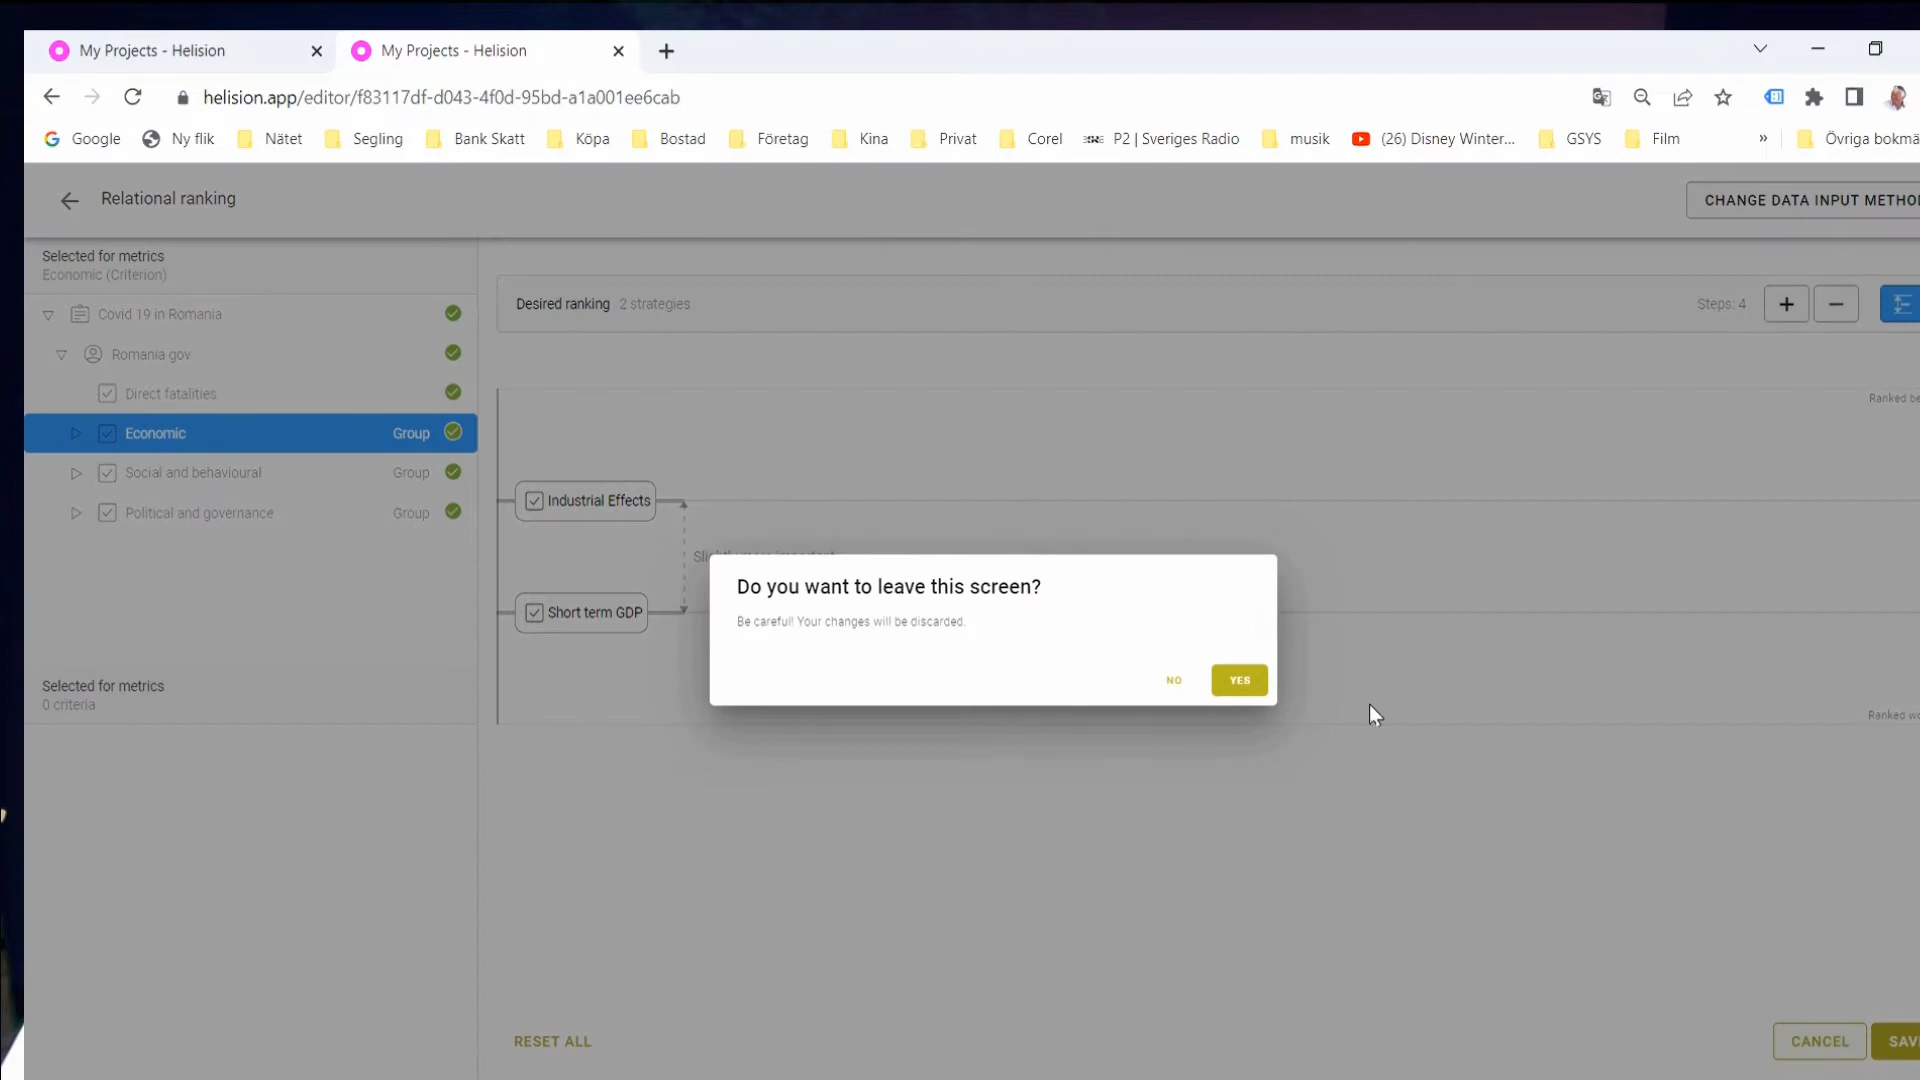 My Projects - Helision
My Projects - Helision
helision.app/editor/f83117df-d043-4f0d-95bd-a1a001ee6cab
Google Ny flik Nätet Segling Bank Skatt Köpa Bostad Företag Kina Privat Corel P2 | Sveriges Radio musik (26) Disney Winter... GSYS Film » Övriga bokmä
Relational ranking
CHANGE DATA INPUT METHO
Selected for metrics
Economic (Criterion)
Desired ranking 2 strategies
Steps: 4
Covid 19 in Romania
Romania gov
Direct fatalities
Economic Group
Social and behavioural Group
Political and governance Group
Ranked be
Industrial Effects
Short term GDP
Do you want to leave this screen?
Be careful! Your changes will be discarded.
NO YES
Selected for metrics
0 criteria
Ranked wo
RESET ALL
CANCEL
SAV